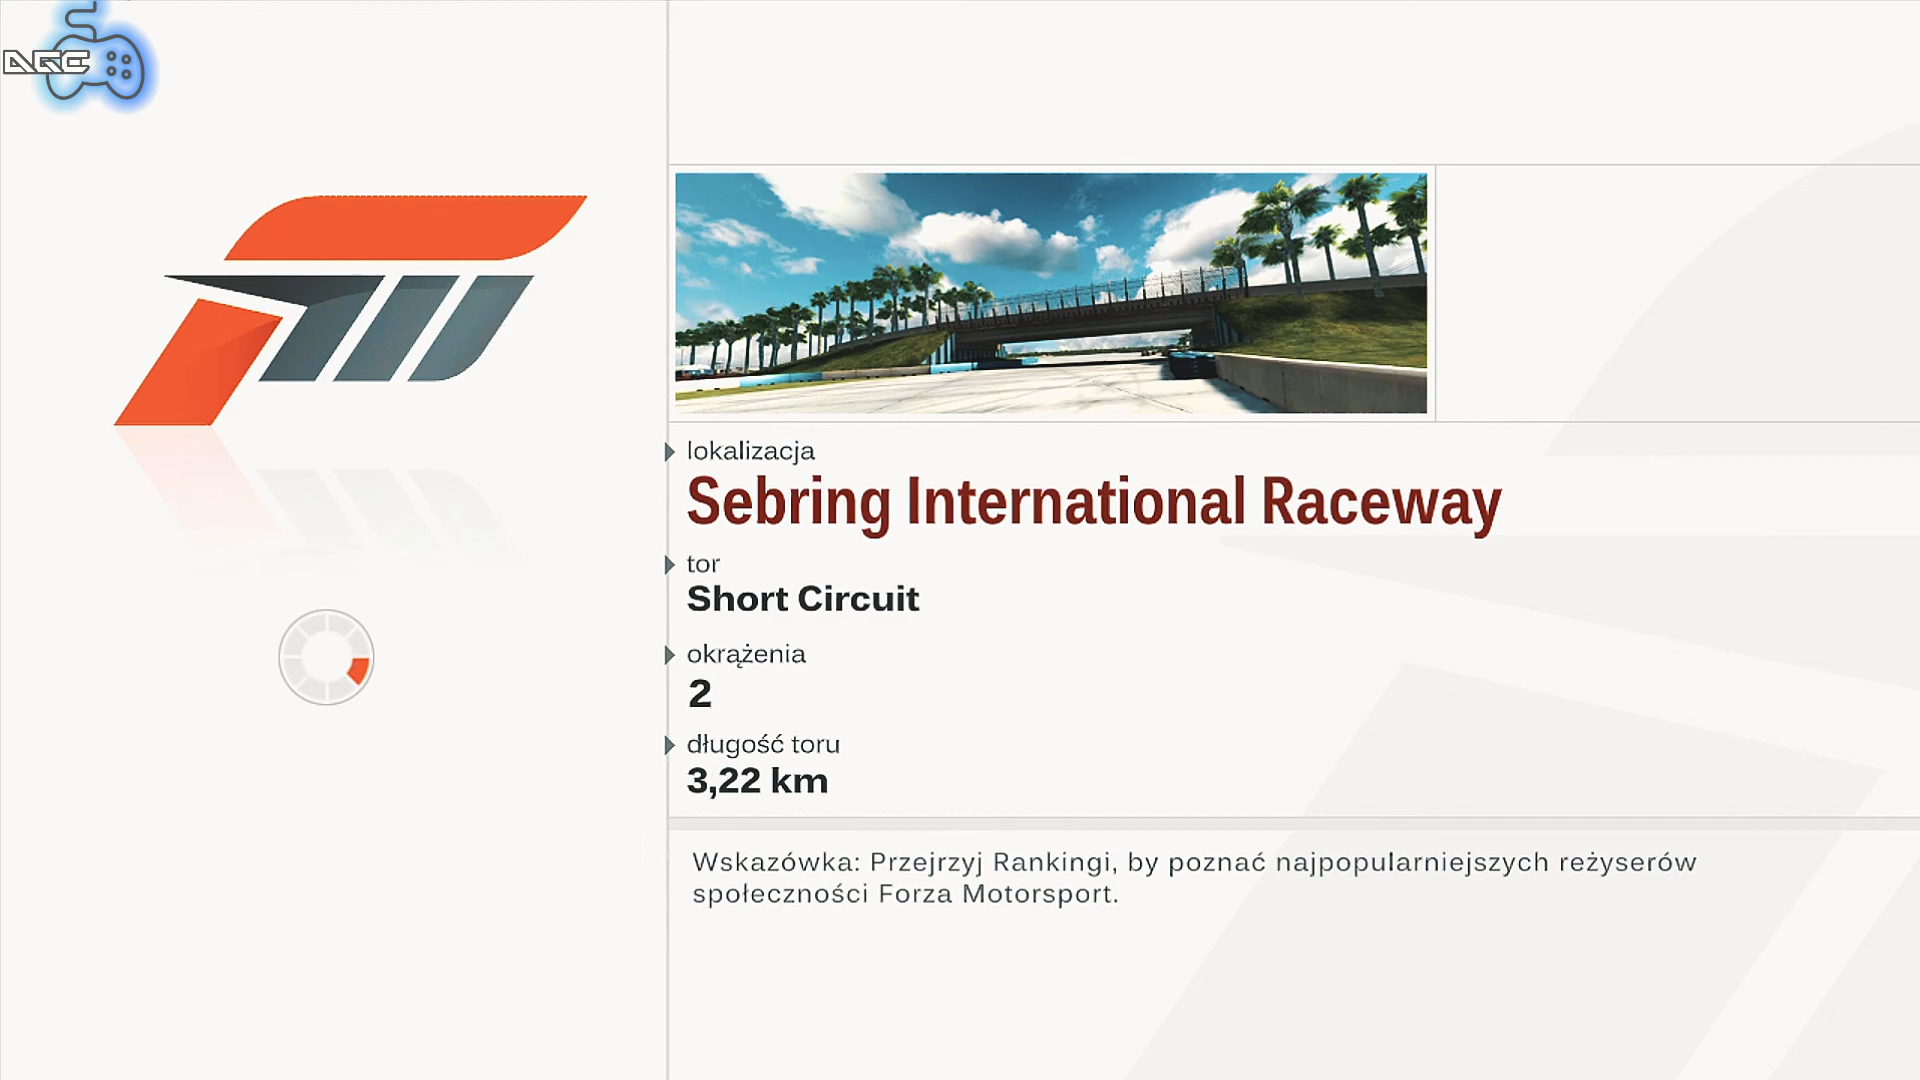 AGC
lokalizacja
Sebring International Raceway
tor
Short Circuit
okrążenia
2
długość toru
3,22 km
Wskazówka: Przejrzyj Rankingi, by poznać najpopularniejszych reżyserów
społeczności Forza Motorsport.